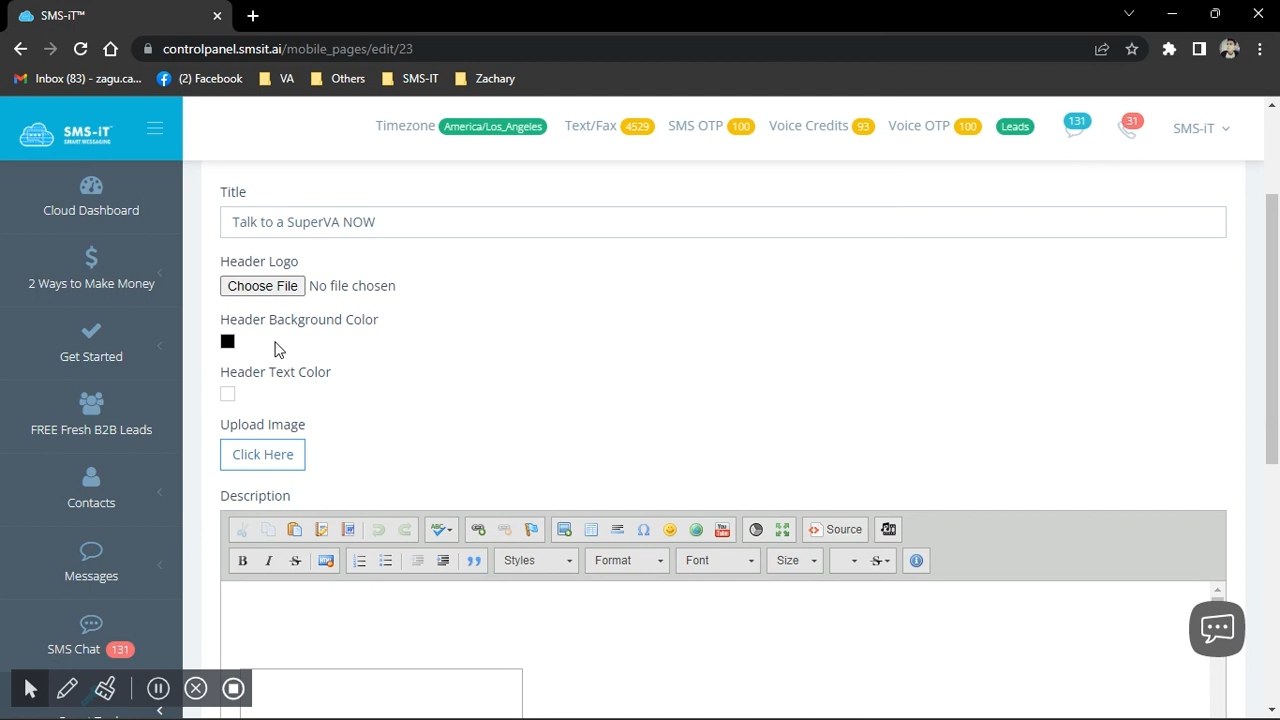 SMS-iT™
controlpanel.smsit.ai/mobile_pages/edit/23
Inbox (83) - zagu.ca...
(2) Facebook
VA
Others
SMS-IT
Zachary
SMS-iT
SMART MESSAGING
Timezone America/Los_Angeles
Text/Fax 4529
SMS OTP 100
Voice Credits 93
Voice OTP 100
Leads
131
31
SMS-iT
Cloud Dashboard
2 Ways to Make Money
Get Started
FREE Fresh B2B Leads
Contacts
Messages
SMS Chat 131
Title
Talk to a SuperVA NOW
Header Logo
Choose File No file chosen
Header Background Color
Header Text Color
Upload Image
Click Here
Description
Source
Styles
Format
Font
Size